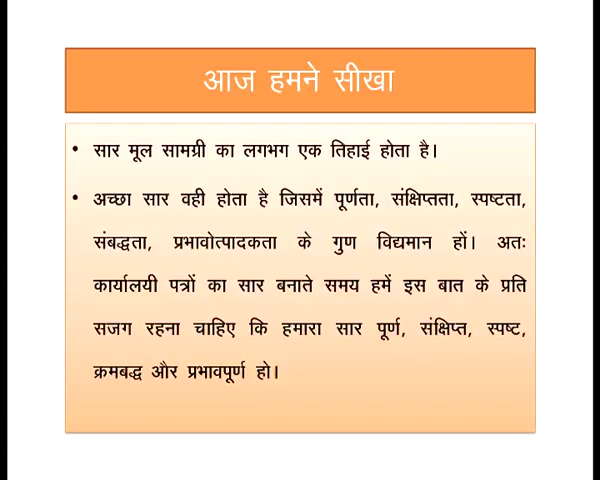 आज हमने सीखा
• सार मूल सामग्री का लगभग एक तिहाई होता है।
• अच्छा सार वही होता है जिसमें पूर्णता, संक्षिप्तता, स्पष्टता,
संबद्धता, प्रभावोत्पादकता के गुण विद्यमान हों। अतः
कार्यालयी पत्रों का सार बनाते समय हमें इस बात के प्रति
सजग रहना चाहिए कि हमारा सार पूर्ण, संक्षिप्त, स्पष्ट,
क्रमबद्ध और प्रभावपूर्ण हो।